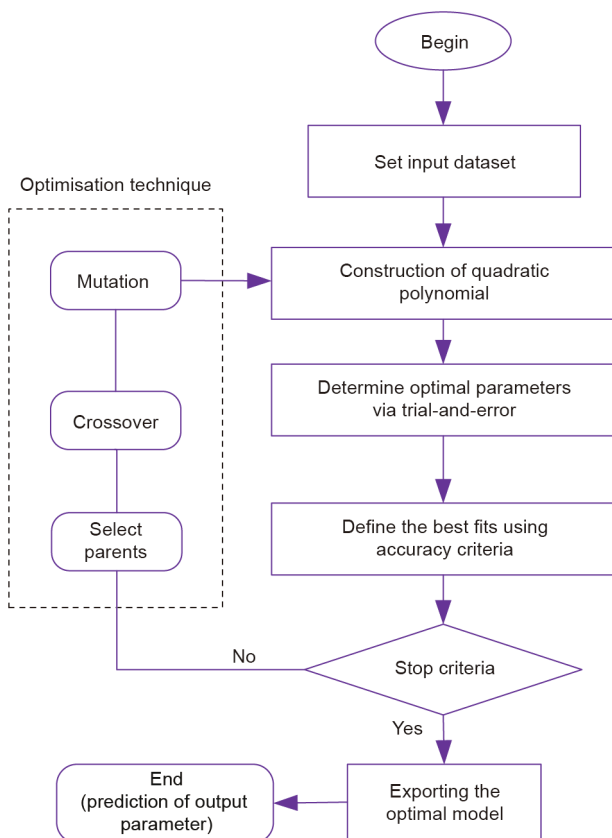 Begin
Set input dataset
Optimisation technique
Mutation
Construction of quadratic
polynomial
Determine optimal parameters
via trial-and-error
Crossover
Select
parents
Define the best fits using
accuracy criteria
No
Stop criteria
Yes
End
(prediction of output
parameter)
Exporting the
optimal model